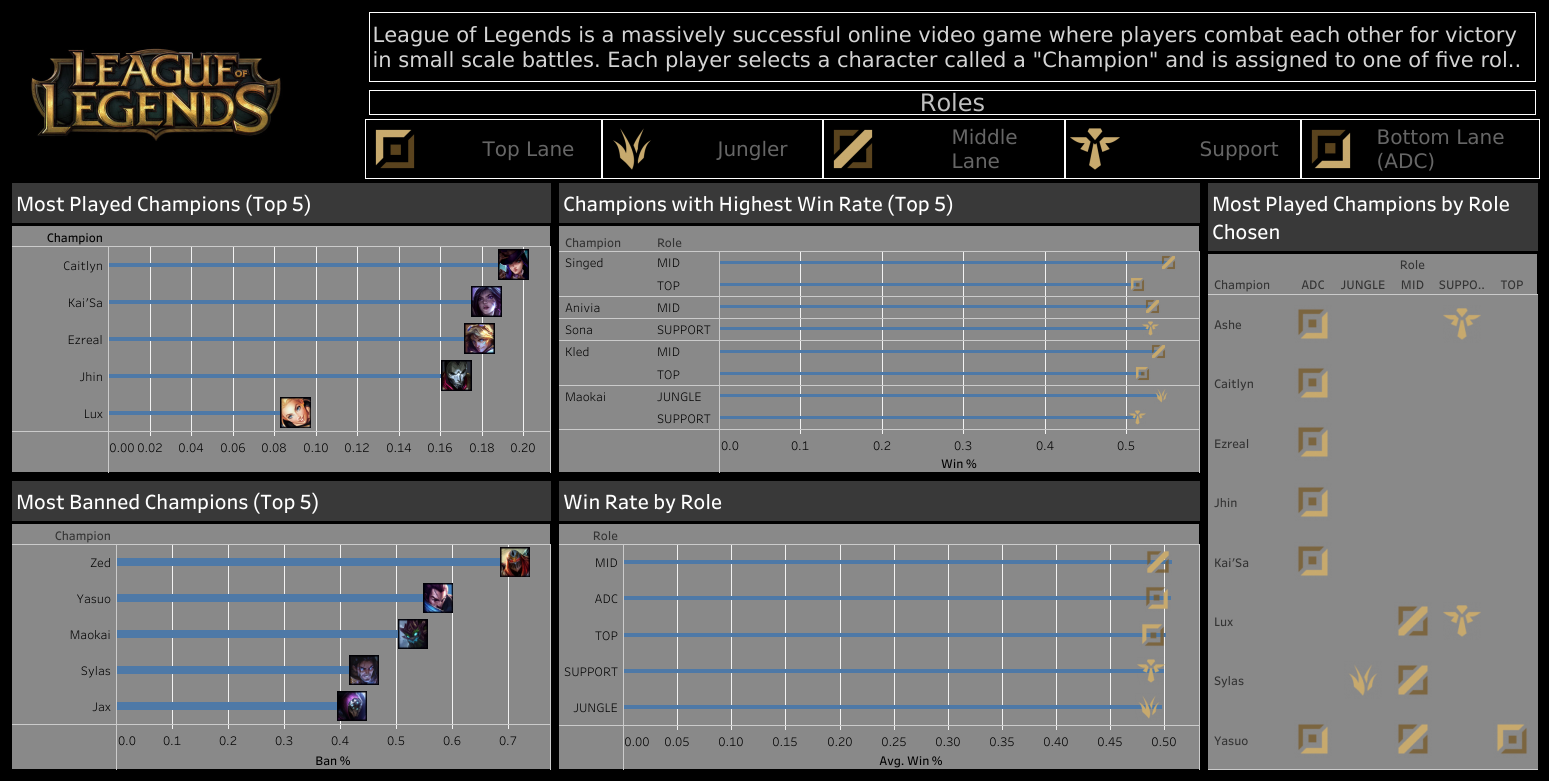 LEAGUE OF
LEGENDS
League of Legends is a massively successful online video game where players combat each other for victory
in small scale battles. Each player selects a character called a "Champion" and is assigned to one of five rol..
Roles
Top Lane
Jungler
Middle
Lane
Support
Bottom Lane
(ADC)
Most Played Champions (Top 5)
Champion
Caitlyn
Kai'Sa
Ezreal
Jhin
Lux
0.00 0.02 0.04 0.06 0.08 0.10 0.12 0.14 0.16 0.18 0.20
Champions with Highest Win Rate (Top 5)
Champion Role
Singed MID
TOP
Anivia MID
Sona SUPPORT
Kled MID
TOP
Maokai JUNGLE
SUPPORT
0.0 0.1 0.2 0.3 0.4 0.5
Win %
Most Played Champions by Role
Chosen
Role
Champion ADC JUNGLE MID SUPPO.. TOP
Ashe
Caitlyn
Ezreal
Jhin
Kai'Sa
Lux
Sylas
Yasuo
Most Banned Champions (Top 5)
Champion
Zed
Yasuo
Maokai
Sylas
Jax
0.0 0.1 0.2 0.3 0.4 0.5 0.6 0.7
Ban %
Win Rate by Role
Role
MID
ADC
TOP
SUPPORT
JUNGLE
0.00 0.05 0.10 0.15 0.20 0.25 0.30 0.35 0.40 0.45 0.50
Avg. Win %